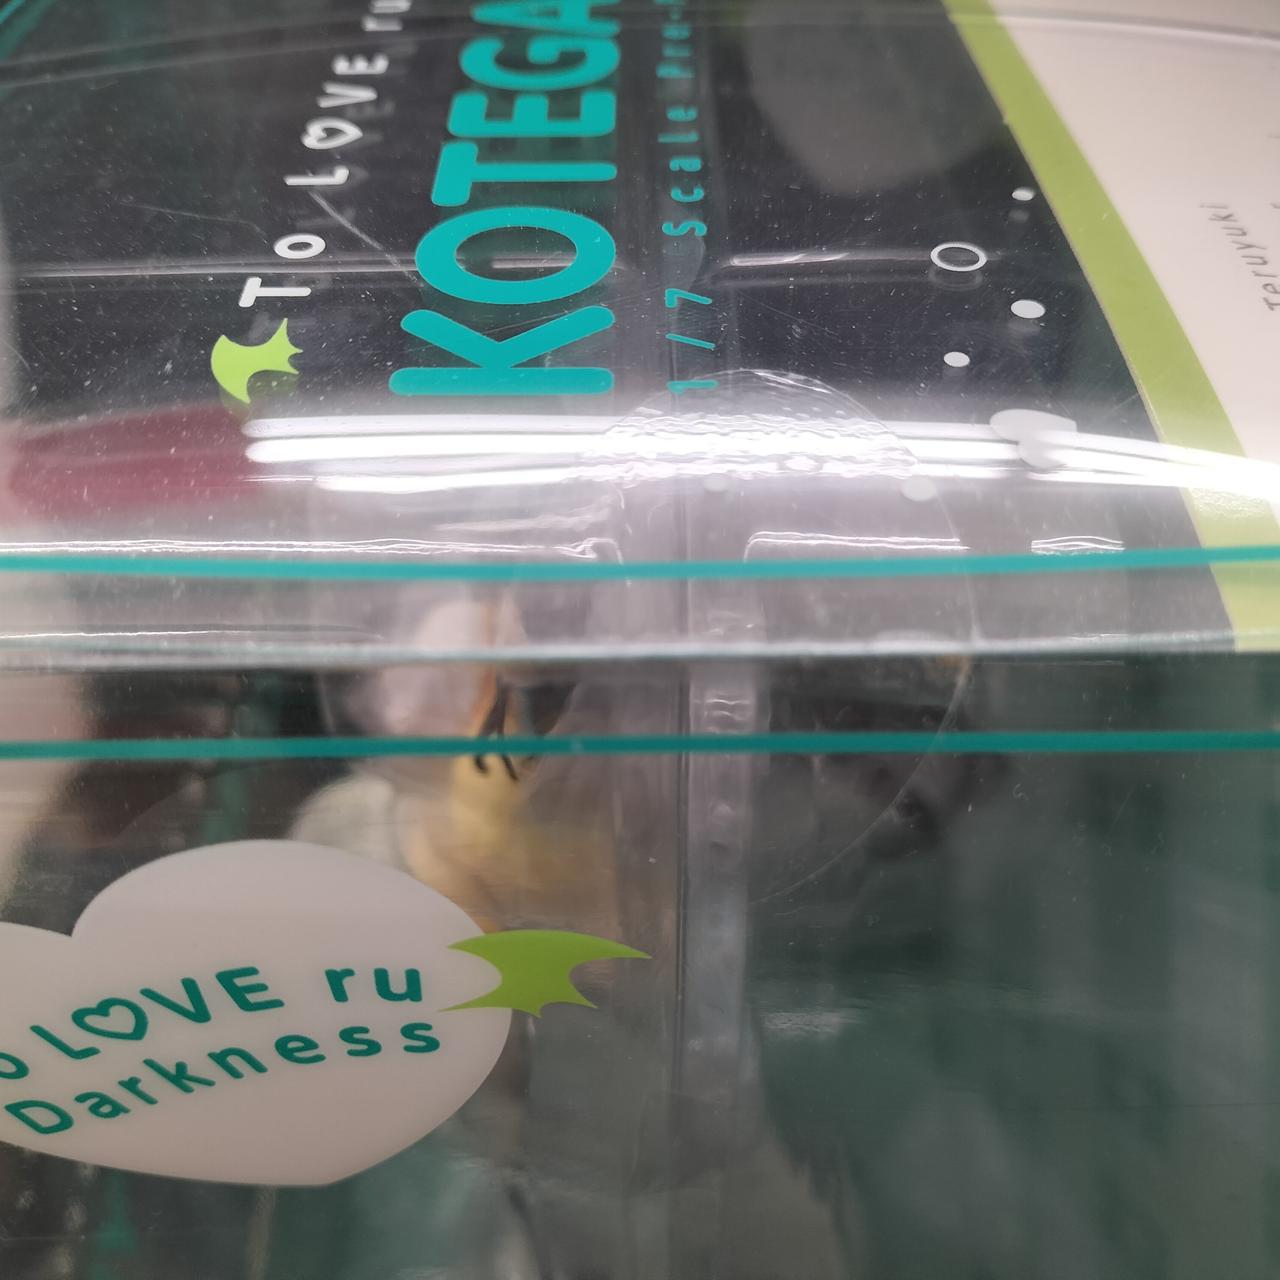 To LOVE ru
KOTEGA
1/7 Scale Pre-
Teruyuki
o LOVE ru
Darkness